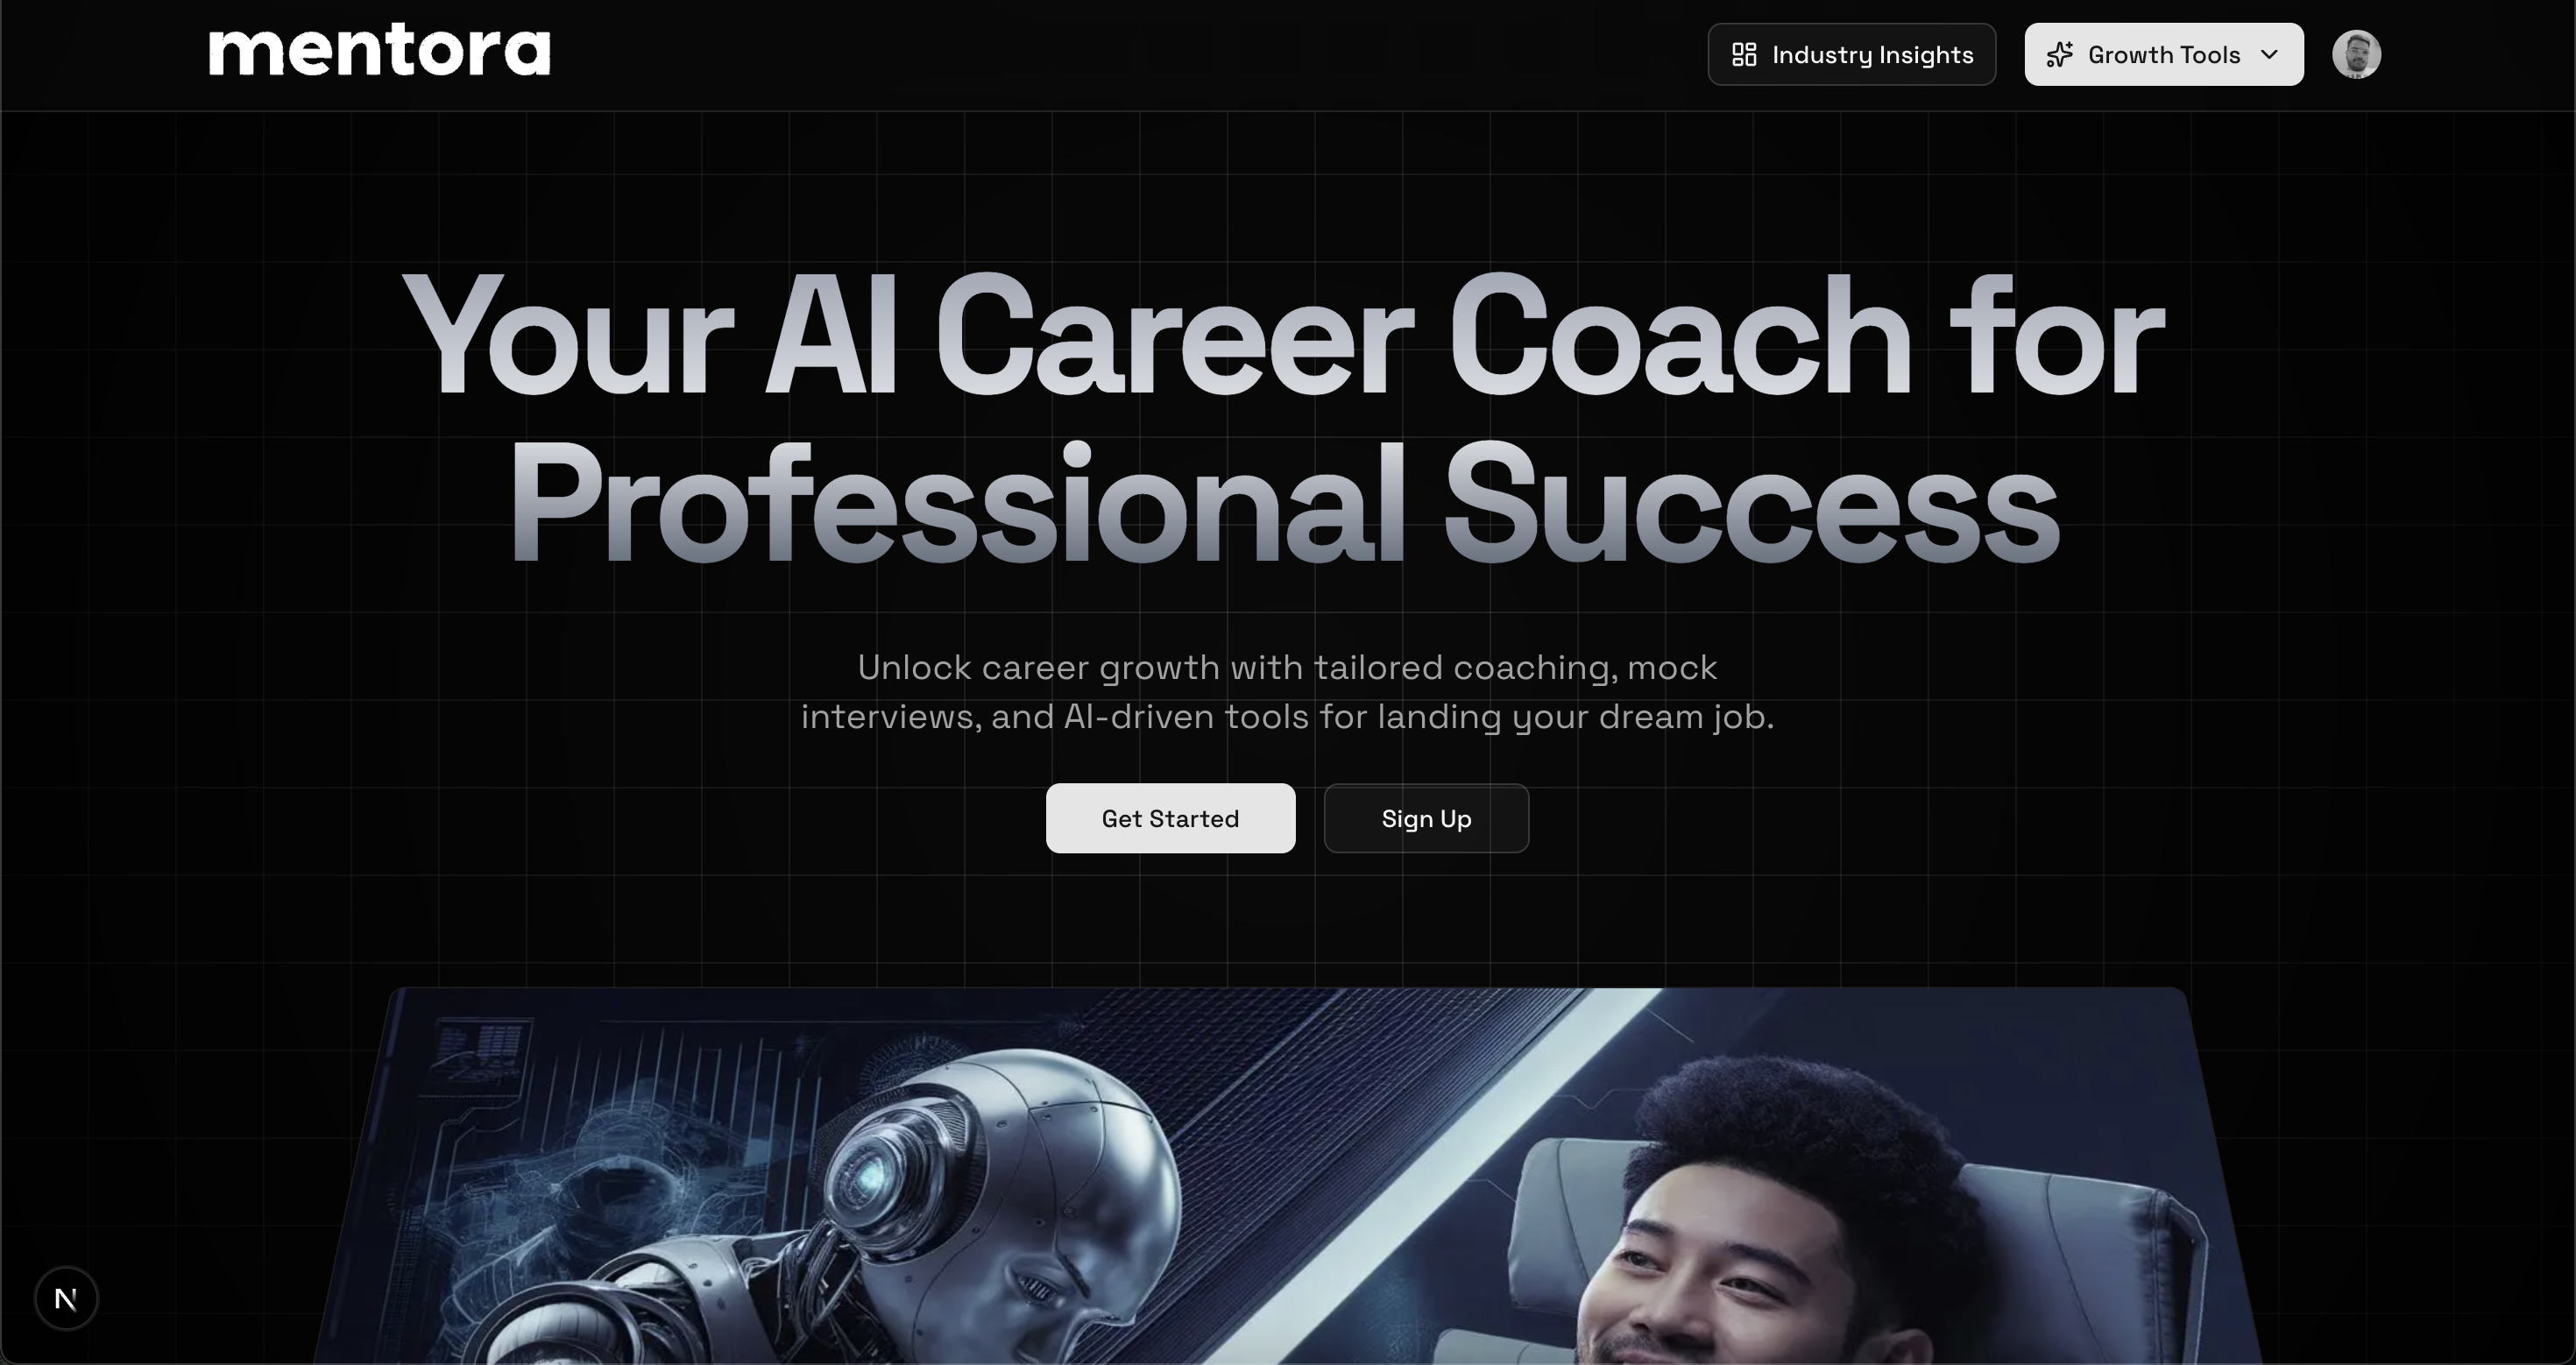 mentora
Industry Insights
Growth Tools
Your AI Career Coach for
Professional Success
Unlock career growth with tailored coaching, mock
interviews, and AI-driven tools for landing your dream job.
Get Started
Sign Up
N